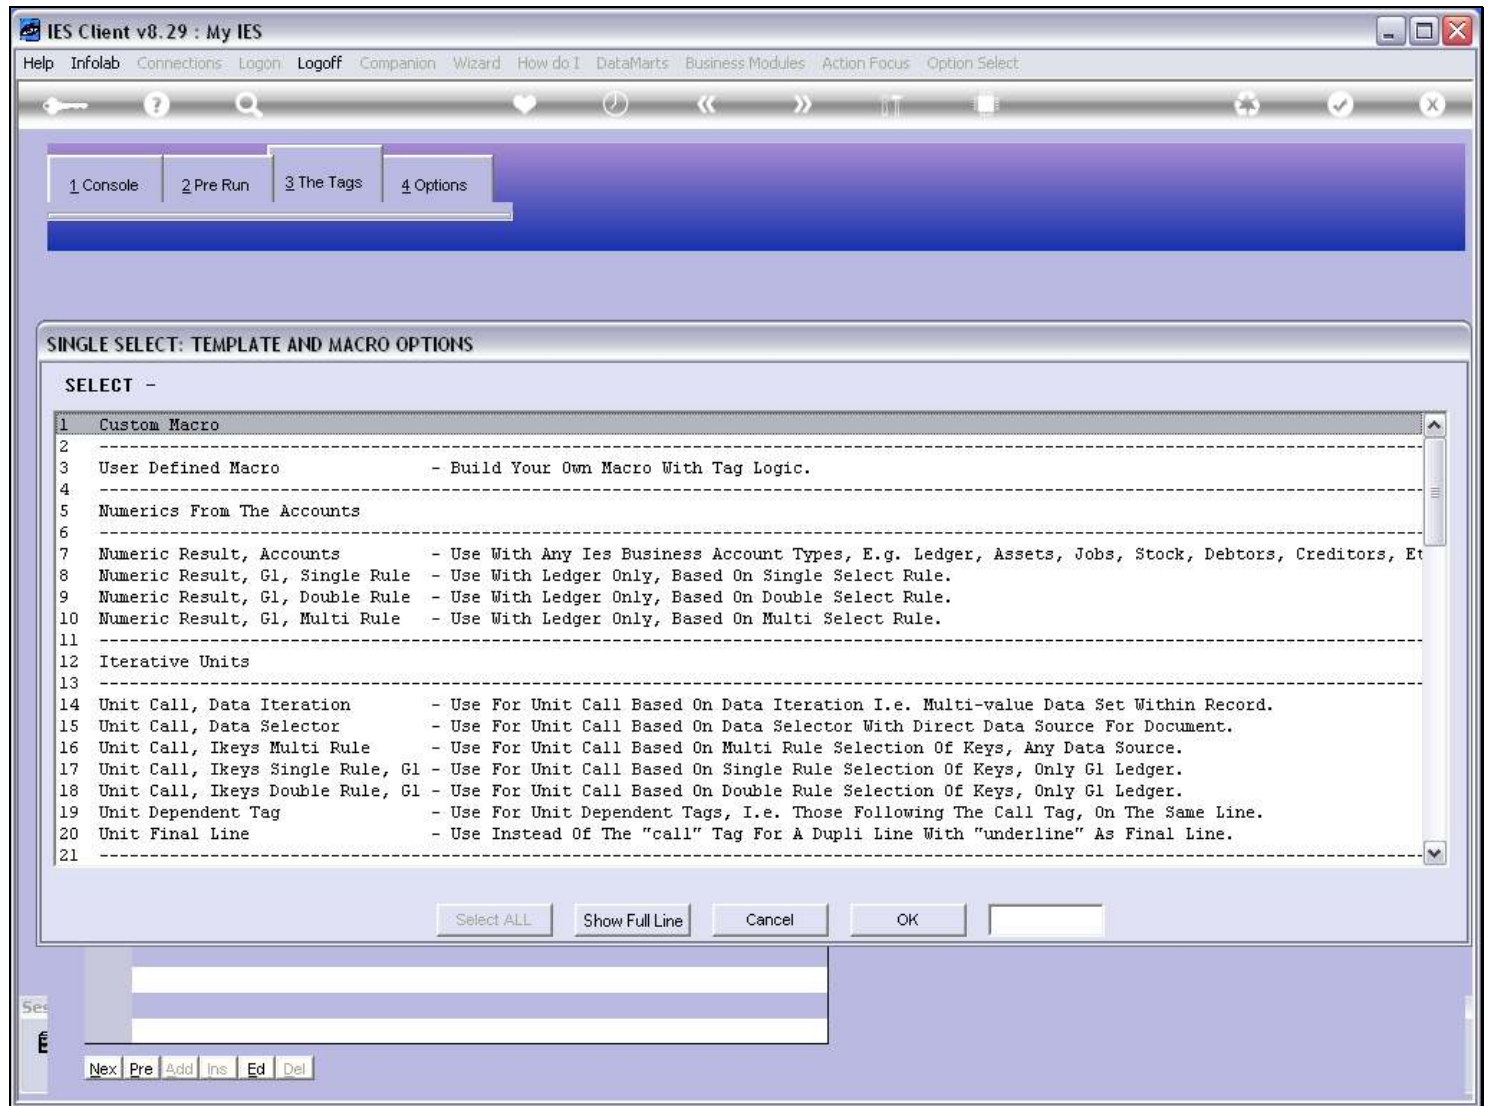 IES Client v8.29 : My IES
Help Infolab Connections Logon Logoff Companion Wizard How do I DataMarts Business Modules Action Focus Option Select
1 Console 2 Pre Run 3 The Tags 4 Options
SINGLE SELECT: TEMPLATE AND MACRO OPTIONS
SELECT -
1 Custom Macro
2 ----------------------------------------------------------------
3 User Defined Macro - Build Your Own Macro With Tag Logic.
4 ----------------------------------------------------------------
5 Numerics From The Accounts
6 ----------------------------------------------------------------
7 Numeric Result, Accounts - Use With Any Ies Business Account Types, E.g. Ledger, Assets, Jobs, Stock, Debtors, Creditors, Et
8 Numeric Result, Gl, Single Rule - Use With Ledger Only, Based On Single Select Rule.
9 Numeric Result, Gl, Double Rule - Use With Ledger Only, Based On Double Select Rule.
10 Numeric Result, Gl, Multi Rule - Use With Ledger Only, Based On Multi Select Rule.
11 ----------------------------------------------------------------
12 Iterative Units
13 ----------------------------------------------------------------
14 Unit Call, Data Iteration - Use For Unit Call Based On Data Iteration I.e. Multi-value Data Set Within Record.
15 Unit Call, Data Selector - Use For Unit Call Based On Data Selector With Direct Data Source For Document.
16 Unit Call, Ikeys Multi Rule - Use For Unit Call Based On Multi Rule Selection Of Keys, Any Data Source.
17 Unit Call, Ikeys Single Rule, Gl - Use For Unit Call Based On Single Rule Selection Of Keys, Only Gl Ledger.
18 Unit Call, Ikeys Double Rule, Gl - Use For Unit Call Based On Double Rule Selection Of Keys, Only Gl Ledger.
19 Unit Dependent Tag - Use For Unit Dependent Tags, I.e. Those Following The Call Tag, On The Same Line.
20 Unit Final Line - Use Instead Of The "call" Tag For A Dupli Line With "underline" As Final Line.
21 ----------------------------------------------------------------
Select ALL Show Full Line Cancel OK
Ses
Nex Pre Add Ins Ed Del